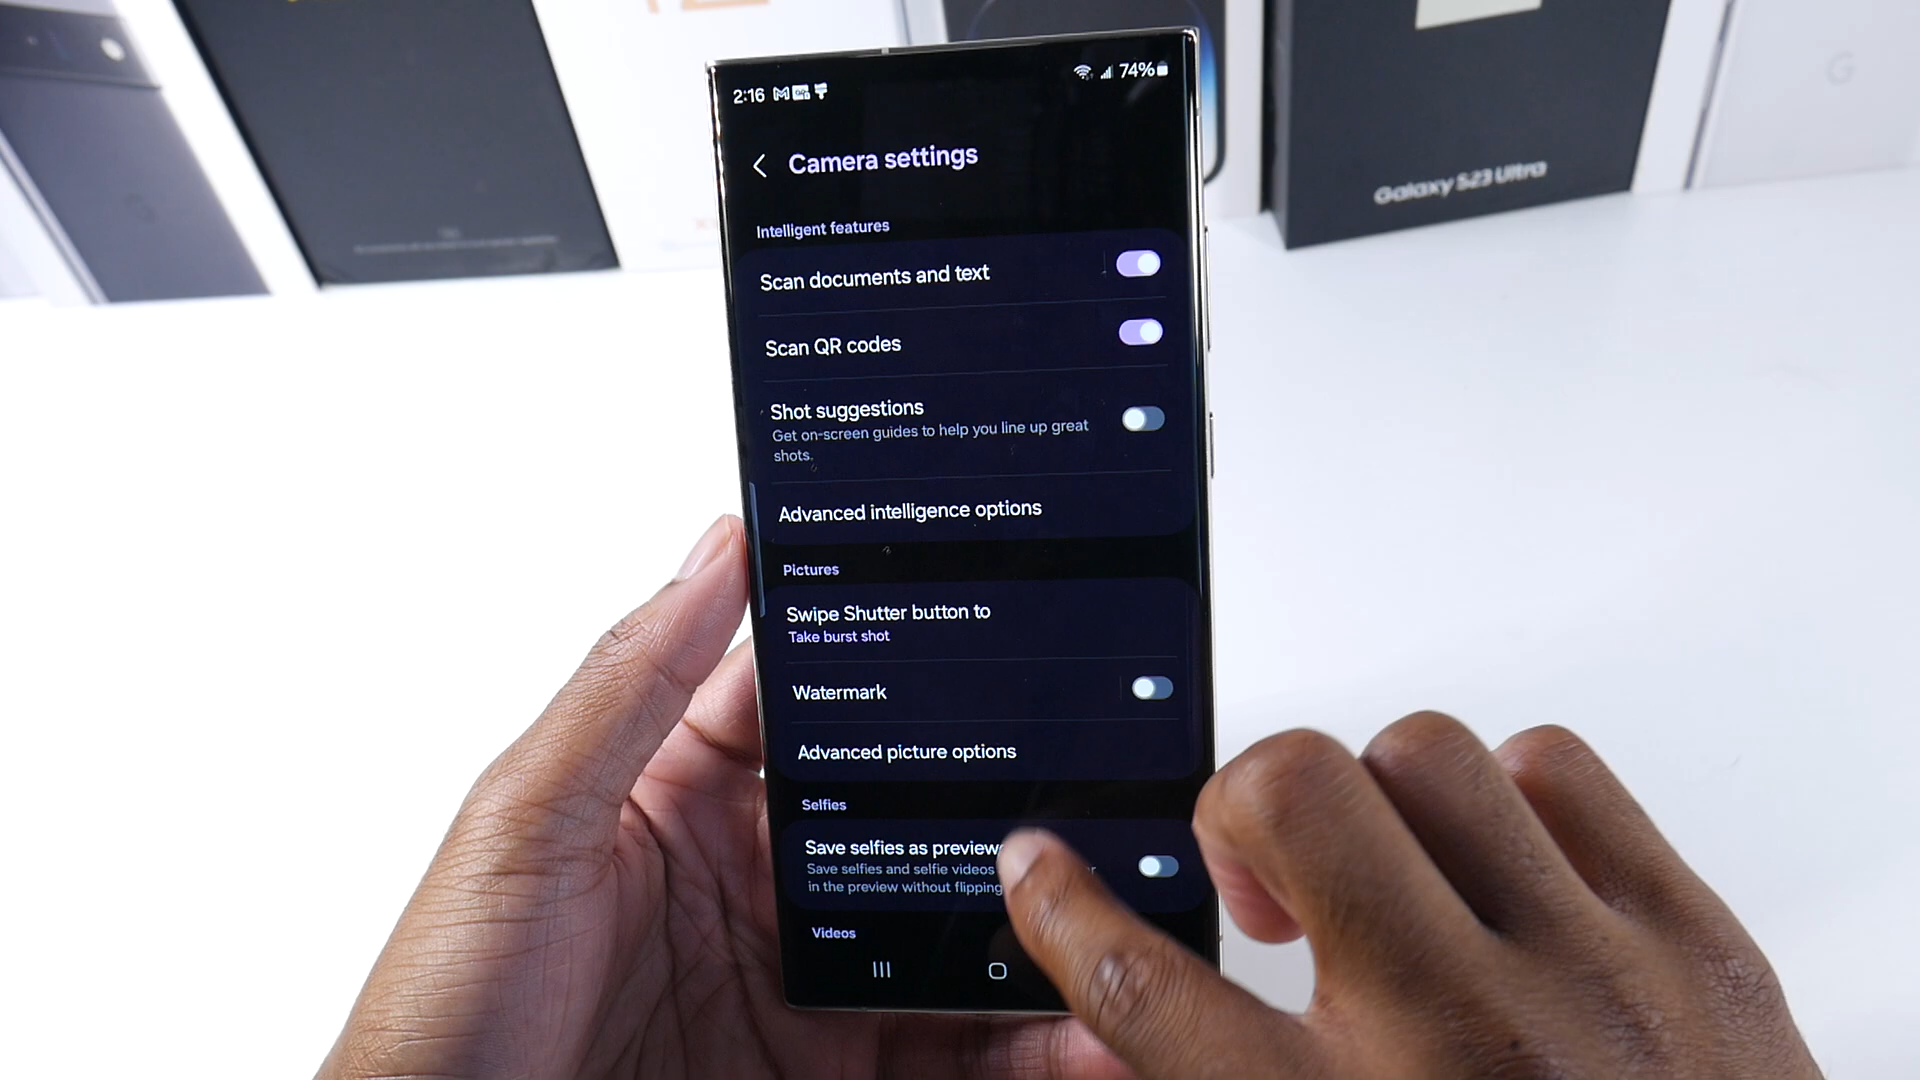 Galaxy S23 Ultra
2:16
74%
Camera settings
Intelligent features
Scan documents and text
Scan QR codes
Shot suggestions
Get on-screen guides to help you line up great
shots.
Advanced intelligence options
Pictures
Swipe Shutter button to
Take burst shot
Watermark
Advanced picture options
Selfies
Save selfies as preview
Save selfies and selfie videos
in the preview without flipping
Videos